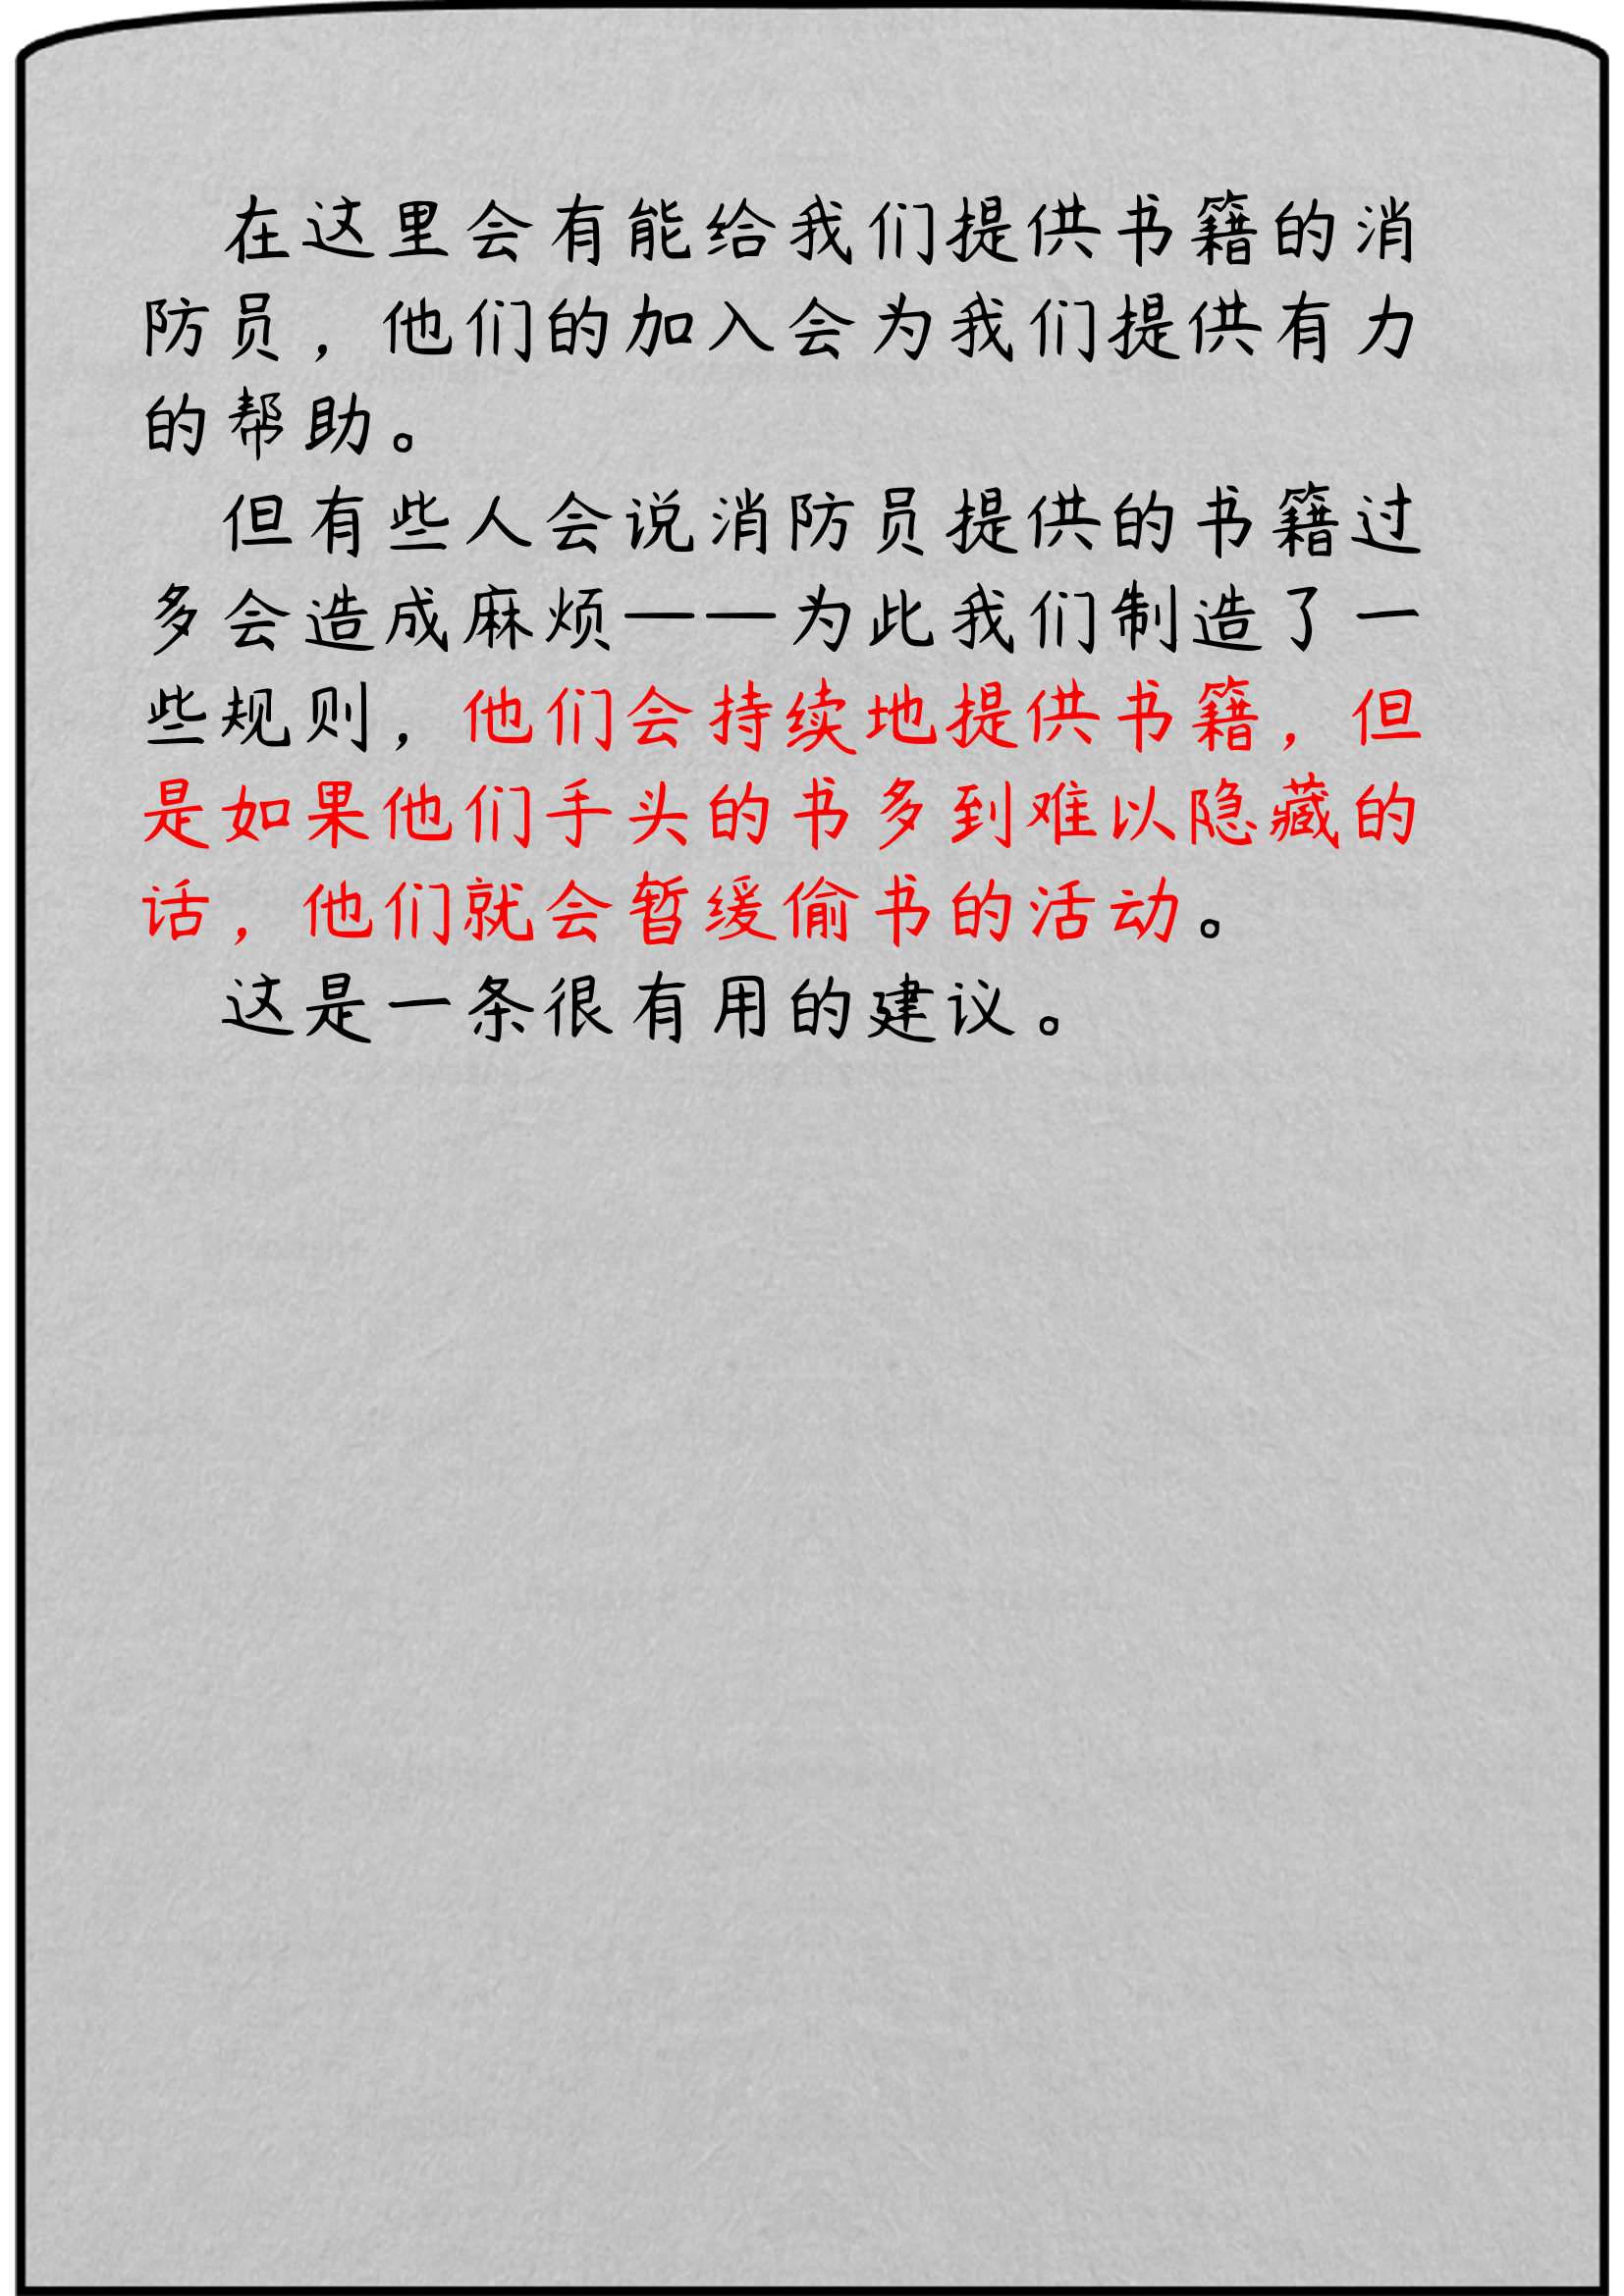 在这里会有能给我们提供书籍的消
防员，他们的加入会为我们提供有力
的帮助。
但有些人会说消防员提供的书籍过
多会造成麻烦——为此我们制造了一
些规则，他们会持续地提供书籍，但
是如果他们手头的书多到难以隐藏的
话，他们就会暂缓偷书的活动。
这是一条很有用的建议。